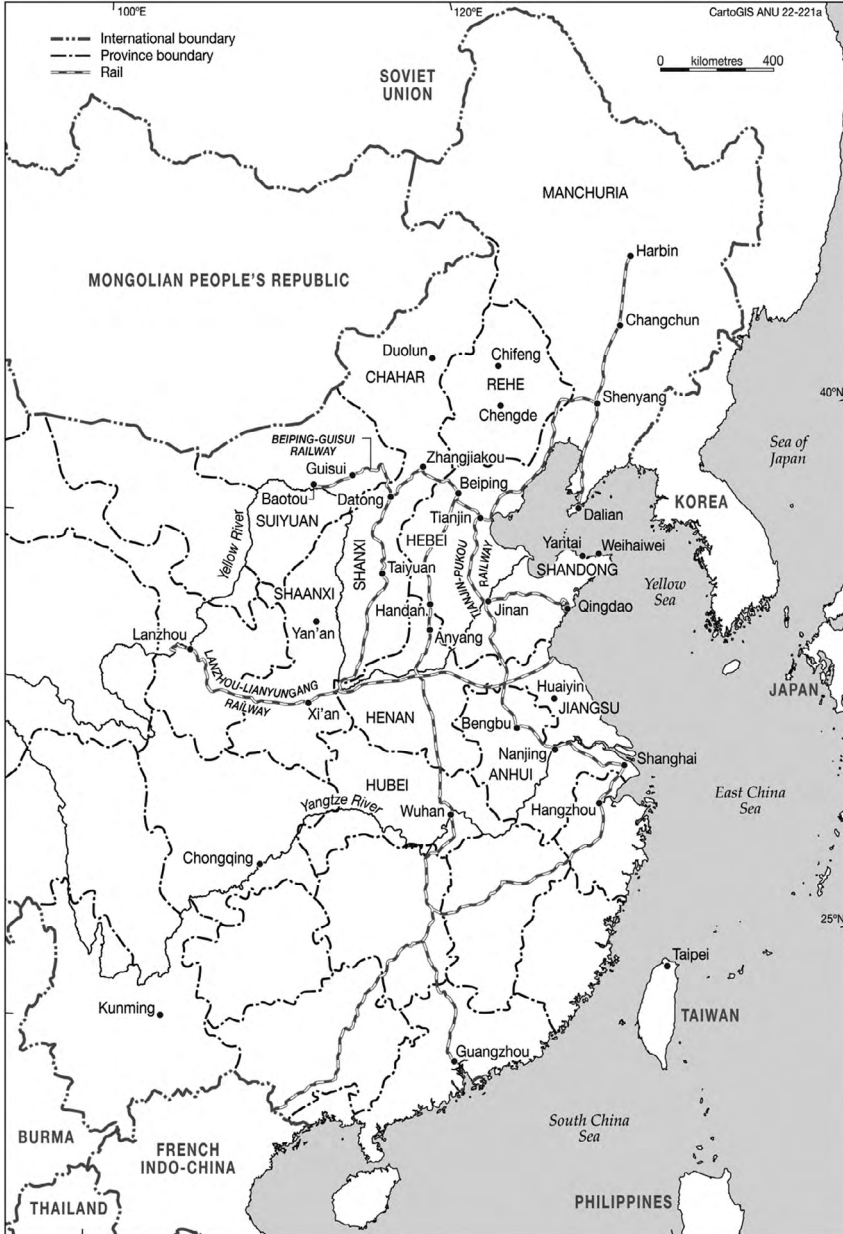 100°E
120°E
CartoGIS ANU 22-221a
International boundary
Province boundary
Rail
0 kilometres 400
SOVIET
UNION
MANCHURIA
Harbin
MONGOLIAN PEOPLE'S REPUBLIC
Changchun
Duolun
CHAHAR
Chifeng
REHE
Chengde
Shenyang
40°N
Sea of
Japan
BEIPING-GUISUI
RAILWAY
Guisui
Zhangjiakou
Beiping
Baotou
Datong
SUIYUAN
Tianjin
Dalian
KOREA
Yellow River
HEBEI
SHANXI
TIANJIN-PUKOU
RAILWAY
Yantai
Weihaiwei
SHANDONG
Yellow
Sea
Taiyuan
SHAANXI
Handan
Jinan
Qingdao
Yan'an
Anyang
Lanzhou
LANZHOU-LIANYUNGANG
RAILWAY
Xi'an
HENAN
Huaiyin
JIANGSU
JAPAN
Bengbu
Nanjing
ANHUI
Shanghai
HUBEI
Yangtze River
Wuhan
Hangzhou
East China
Sea
Chongqing
25°N
Taipei
TAIWAN
Kunming
Guangzhou
BURMA
FRENCH
INDO-CHINA
South China
Sea
THAILAND
PHILIPPINES